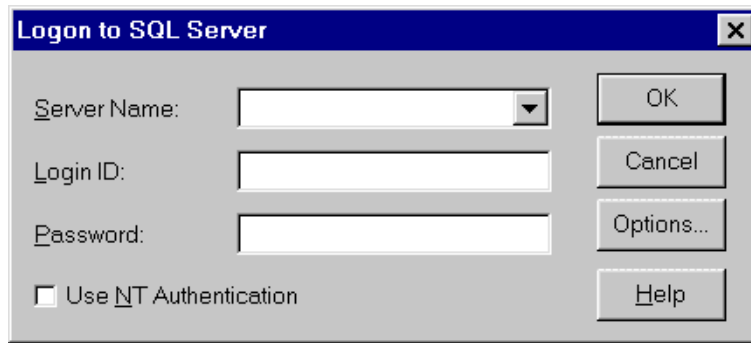 Logon to SQL Server
Server Name:
OK
Login ID:
Cancel
Password:
Options...
Use NT Authentication
Help